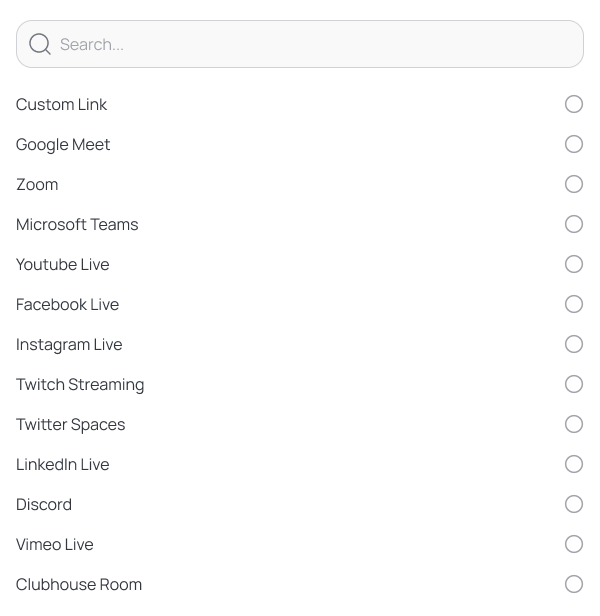 Search...
Custom Link
Google Meet
Zoom
Microsoft Teams
Youtube Live
Facebook Live
Instagram Live
Twitch Streaming
Twitter Spaces
LinkedIn Live
Discord
Vimeo Live
Clubhouse Room